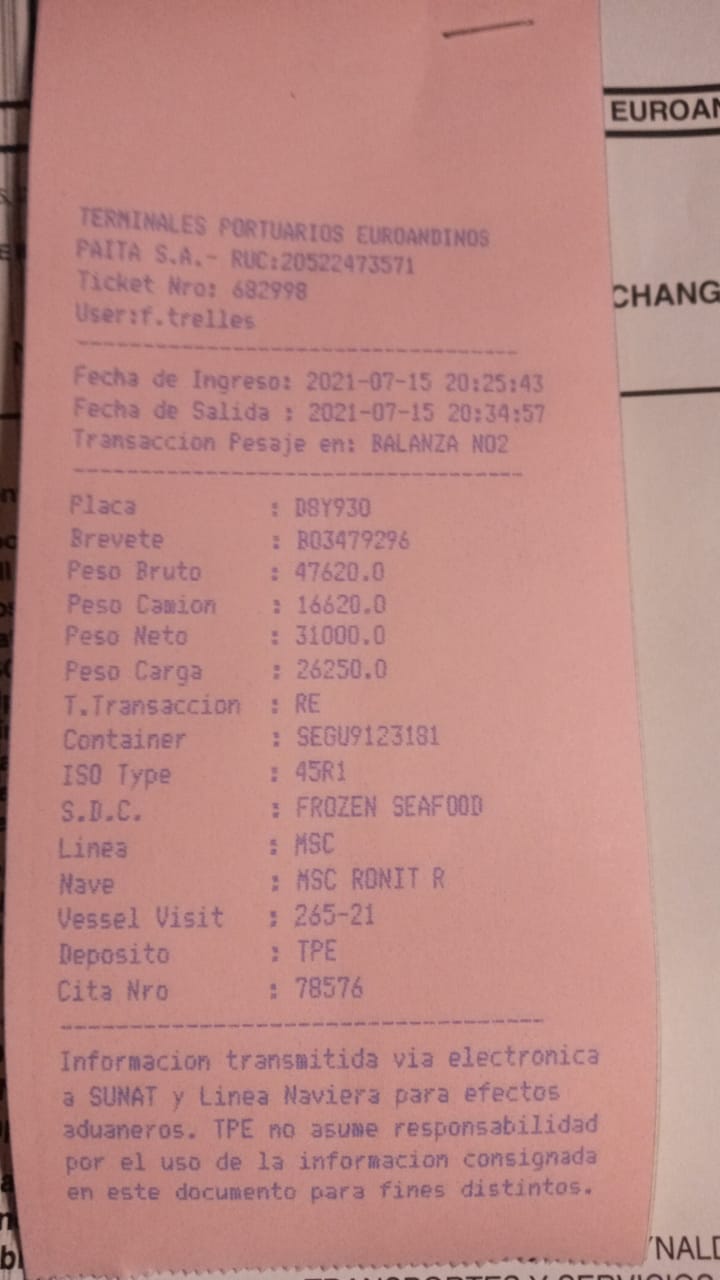 TERMINALES PORTUARIOS EUROANDINOS
PAITA S.A.- RUC:20522473571
Ticket Nro: 682998
User:f.trelles
Fecha de Ingreso: 2021-07-15 20:25:43
Fecha de Salida : 2021-07-15 20:34:57
Transaccion Pesaje en: BALANZA NO2
Placa : D8Y930
Brevete : B03479296
Peso Bruto : 47620.0
Peso Camion : 16620.0
Peso Neto : 31000.0
Peso Carga : 26250.0
T.Transaccion : RE
Container : SEGU9123181
ISO Type : 45R1
S.D.C. : FROZEN SEAFOOD
Linea : MSC
Nave : MSC RONIT R
Vessel Visit : 265-21
Deposito : TPE
Cita Nro : 78576
Informacion transmitida via electronica
a SUNAT y Linea Naviera para efectos
aduaneros. TPE no asume responsabilidad
por el uso de la informacion consignada
en este documento para fines distintos.
EUROAN
CHANG